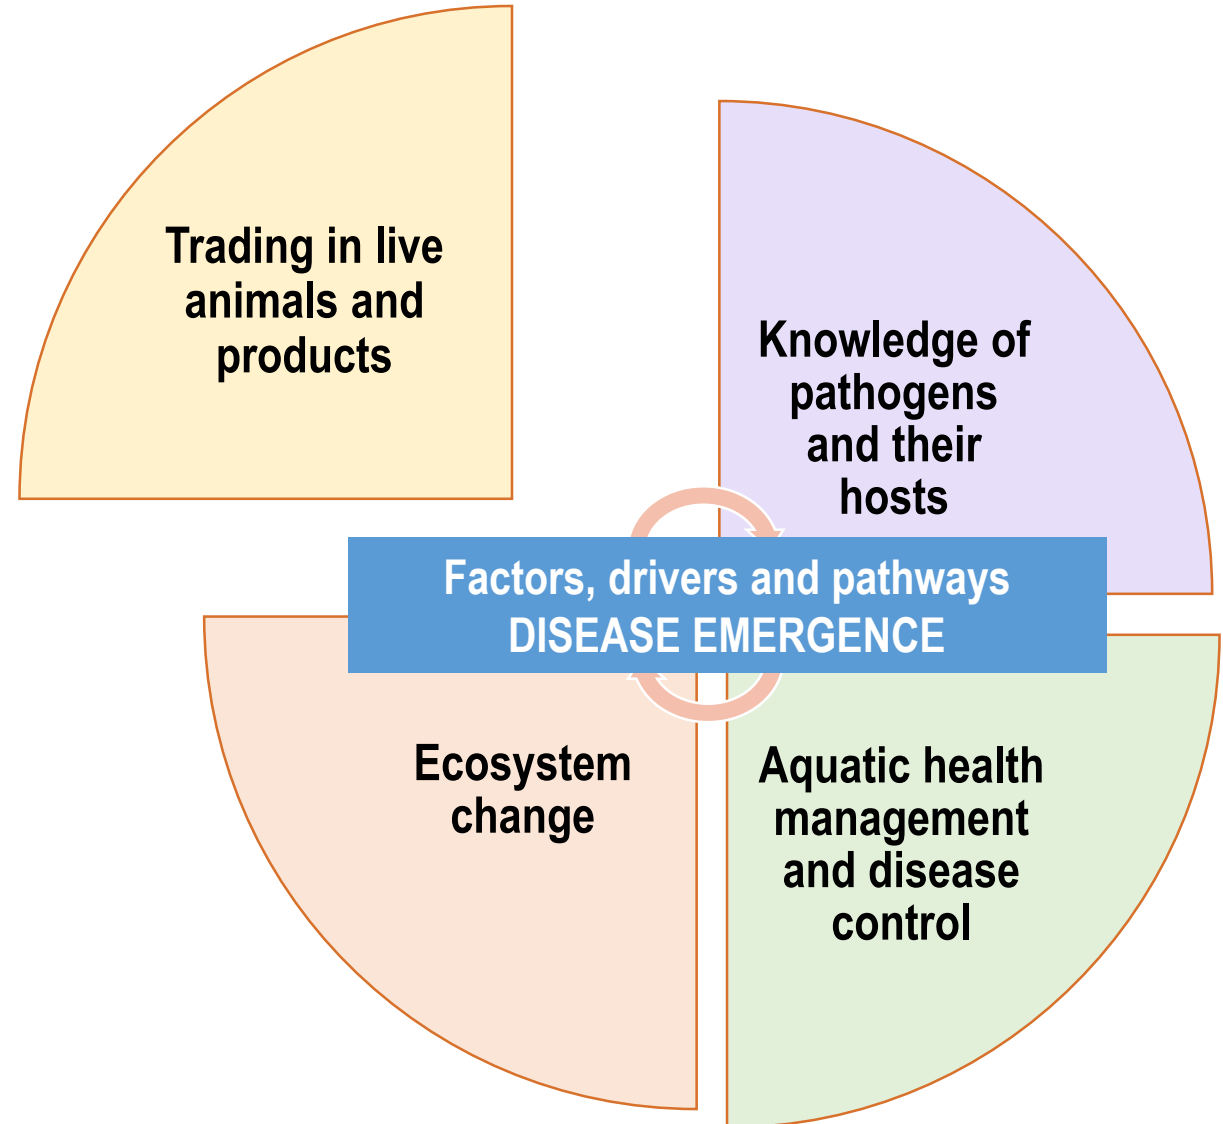 Trading in live
animals and
products
Knowledge of
pathogens
and their
hosts
Factors, drivers and pathways
DISEASE EMERGENCE
Ecosystem
change
Aquatic health
management
and disease
control